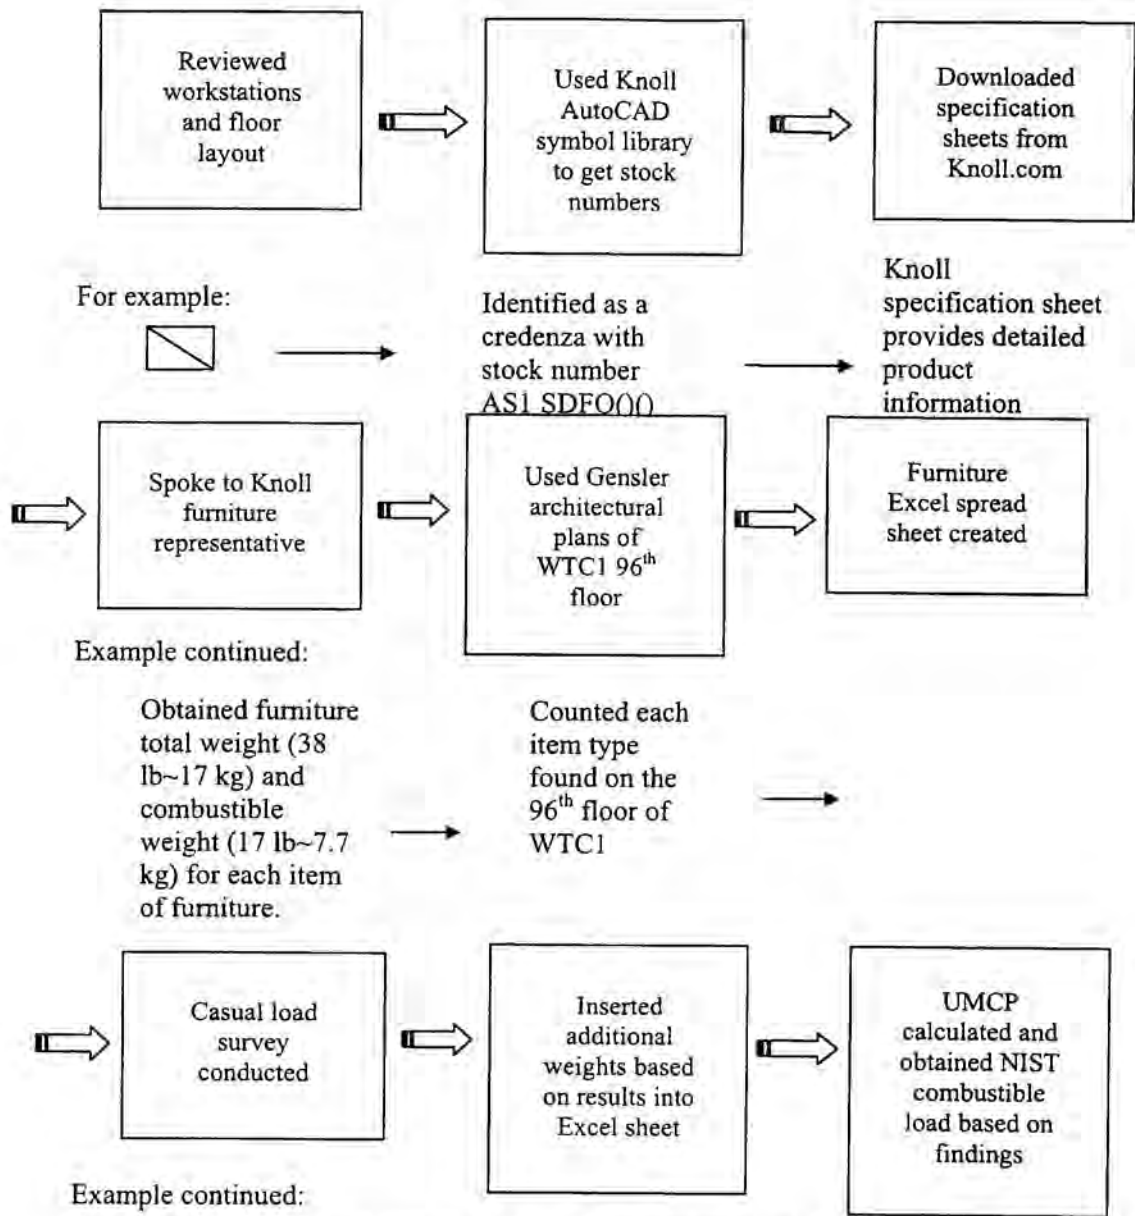 Reviewed
workstations
and floor
layout
Used Knoll
AutoCAD
symbol library
to get stock
numbers
Downloaded
specification
sheets from
Knoll.com
For example:
Identified as a
credenza with
stock number
AS1 SDFO()()
Knoll
specification sheet
provides detailed
product
information
Spoke to Knoll
furniture
representative
Used Gensler
architectural
plans of
WTC1 96th
floor
Furniture
Excel spread
sheet created
Example continued:
Obtained furniture
total weight (38
lb~17 kg) and
combustible
weight (17 lb~7.7
kg) for each item
of furniture.
Counted each
item type
found on the
96th floor of
WTC1
Casual load
survey
conducted
Inserted
additional
weights based
on results into
Excel sheet
UMCP
calculated and
obtained NIST
combustible
load based on
findings
Example continued: